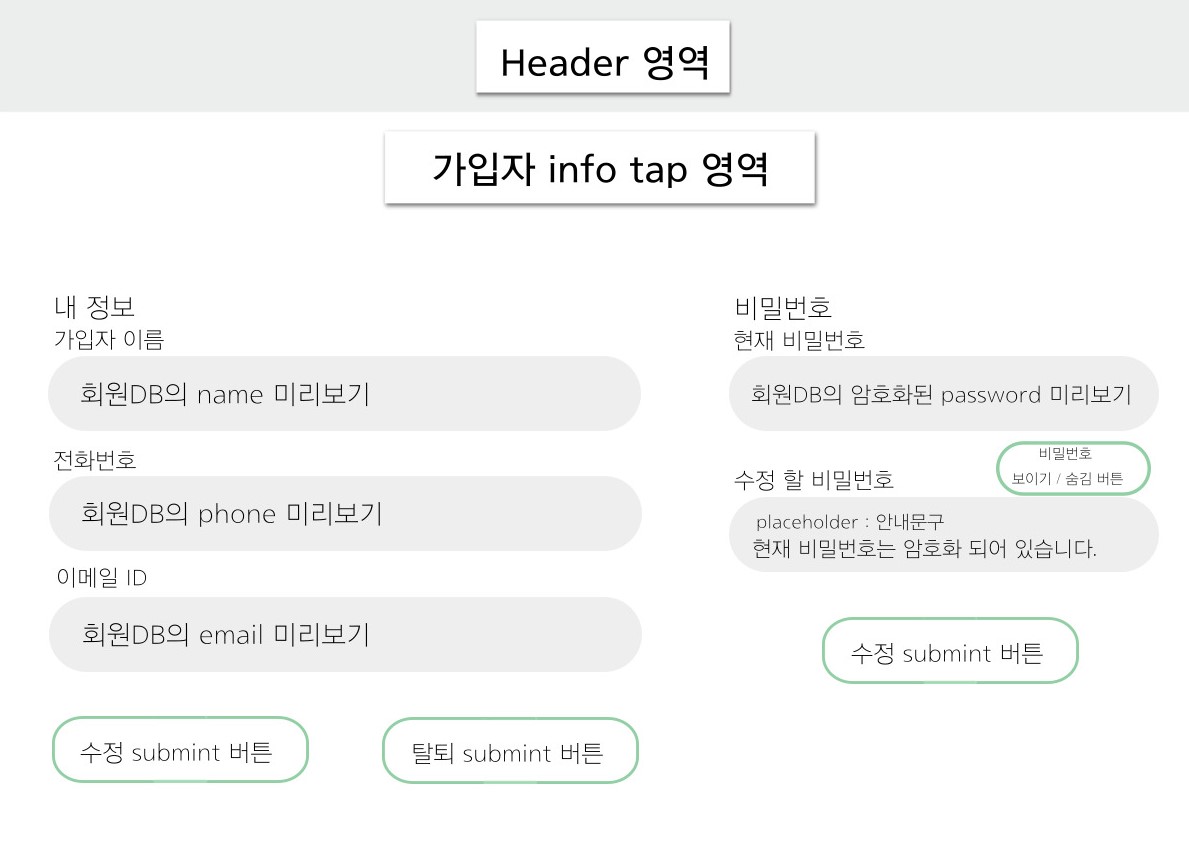 Header 영역
가입자 info tap 영역
내 정보
가입자 이름
회원DB의 name 미리보기
전화번호
회원DB의 phone 미리보기
이메일 ID
회원DB의 email 미리보기
수정 submint 버튼
탈퇴 submint 버튼
비밀번호
현재 비밀번호
회원DB의 암호화된 password 미리보기
비밀번호
보이기 / 숨김 버튼
수정 할 비밀번호
placeholder : 안내문구
현재 비밀번호는 암호화 되어 있습니다.
수정 submint 버튼